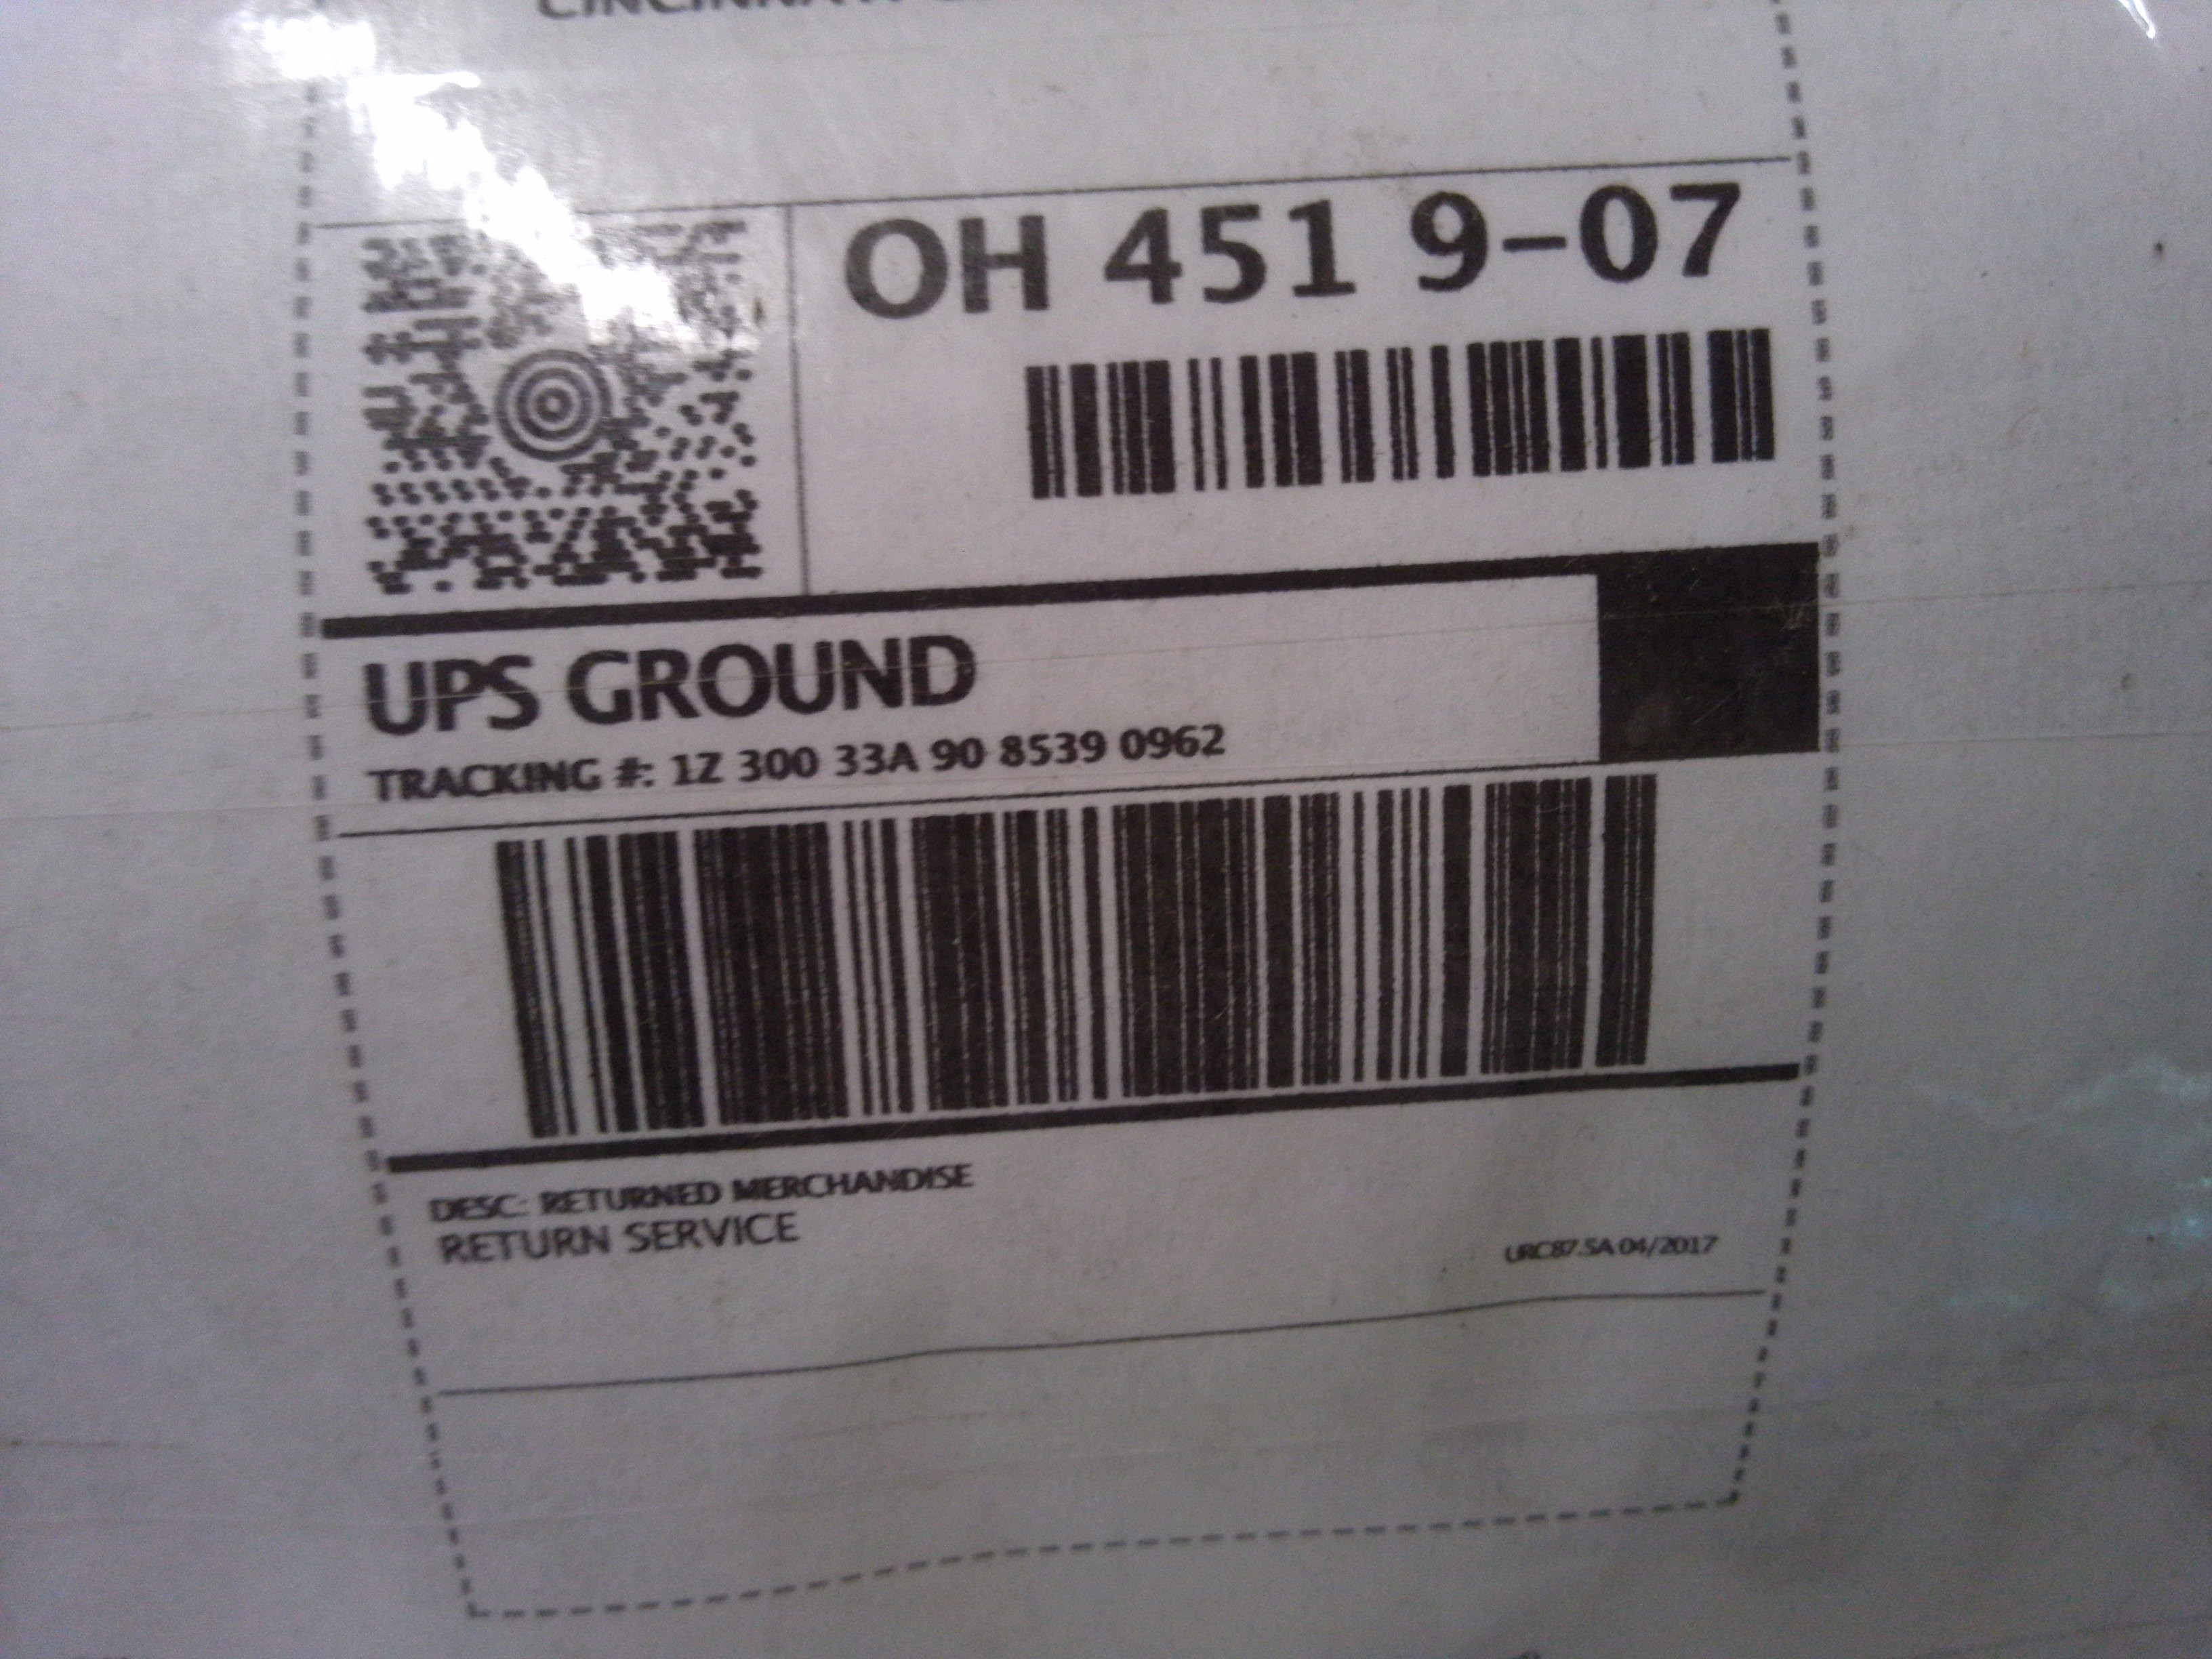 OH 451 9-07
UPS GROUND
TRACKING #: 1Z 300 33A 90 8539 0962
DESC: RETURNED MERCHANDISE
RETURN SERVICE
URC87.5A 04/2017